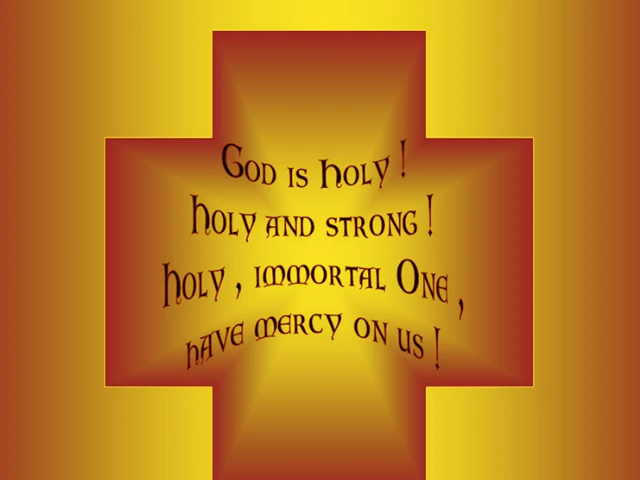 God is Holy !
Holy and strong !
Holy , immortal One ,
have mercy on us !